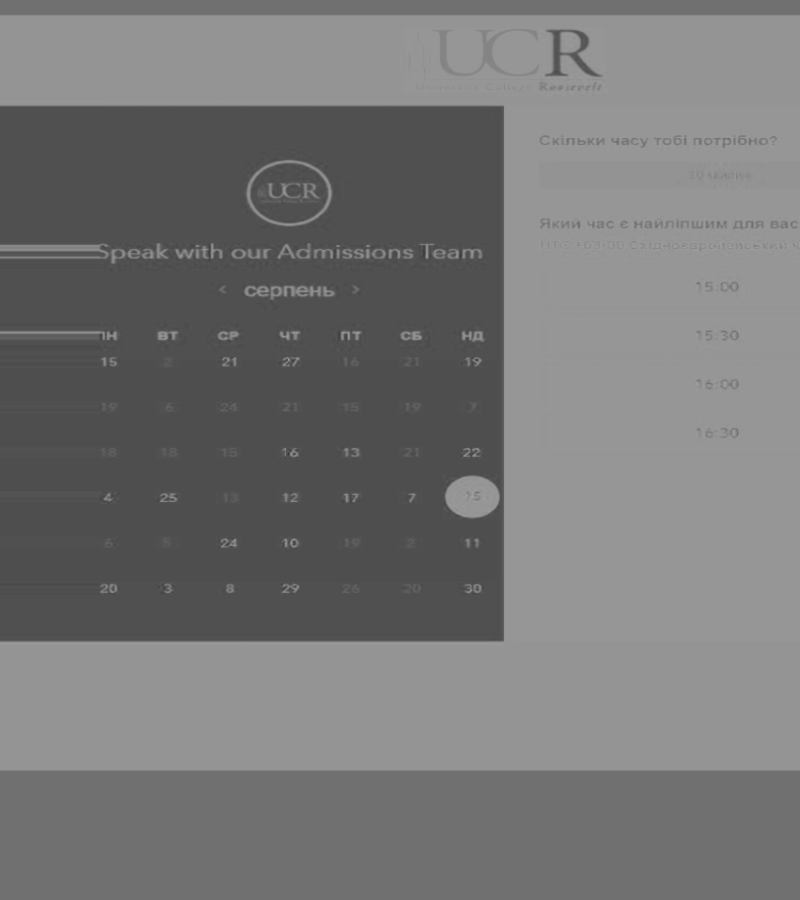 UCR
University College Roosevelt
UCR
Speak with our Admissions Team
‹ серпень ›
ПН ВТ СР ЧТ ПТ СБ НД
15 2 21 27 16 21 19
19 6 24 21 15 19 7
18 18 15 16 13 21 22
4 25 13 12 17 7 15
6 5 24 10 19 2 11
20 3 8 29 26 20 30
Скільки часу тобі потрібно?
30 хвилин
Який час є найліпшим для вас
UTC +03:00 Східноєвропейський ч
15:00
15:30
16:00
16:30